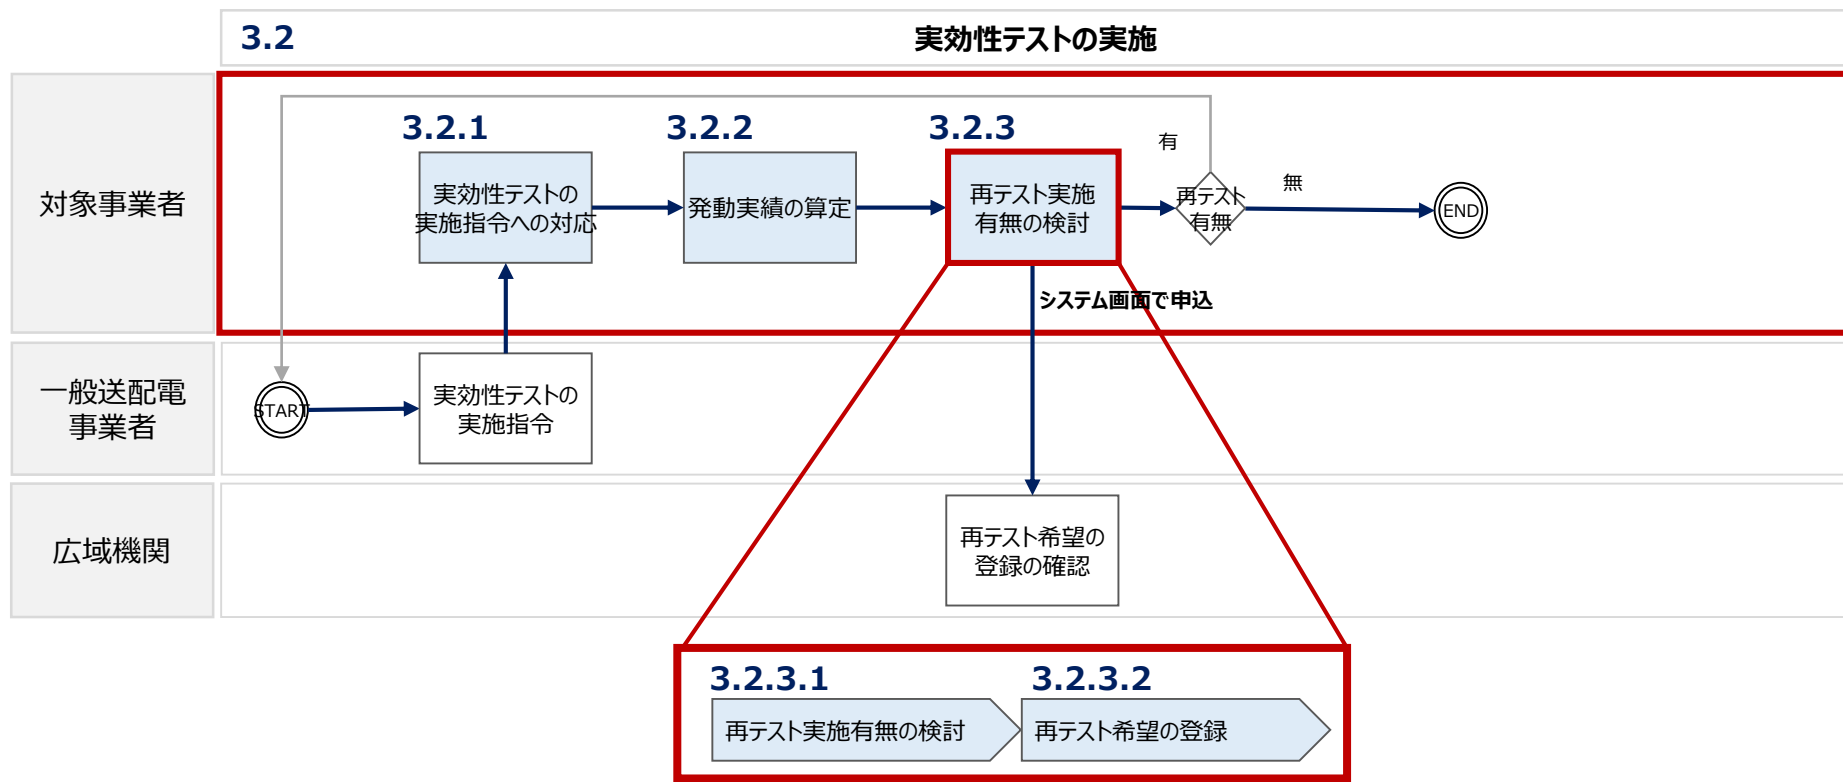 3.2
実効性テストの実施
対象事業者
3.2.1
3.2.2
3.2.3
実効性テストの
実施指令への対応
発動実績の算定
再テスト実施
有無の検討
有
再テスト
有無
無
END
システム画面で申込
一般送配電
事業者
START
実効性テストの
実施指令
広域機関
再テスト希望の
登録の確認
3.2.3.1
3.2.3.2
再テスト実施有無の検討
再テスト希望の登録